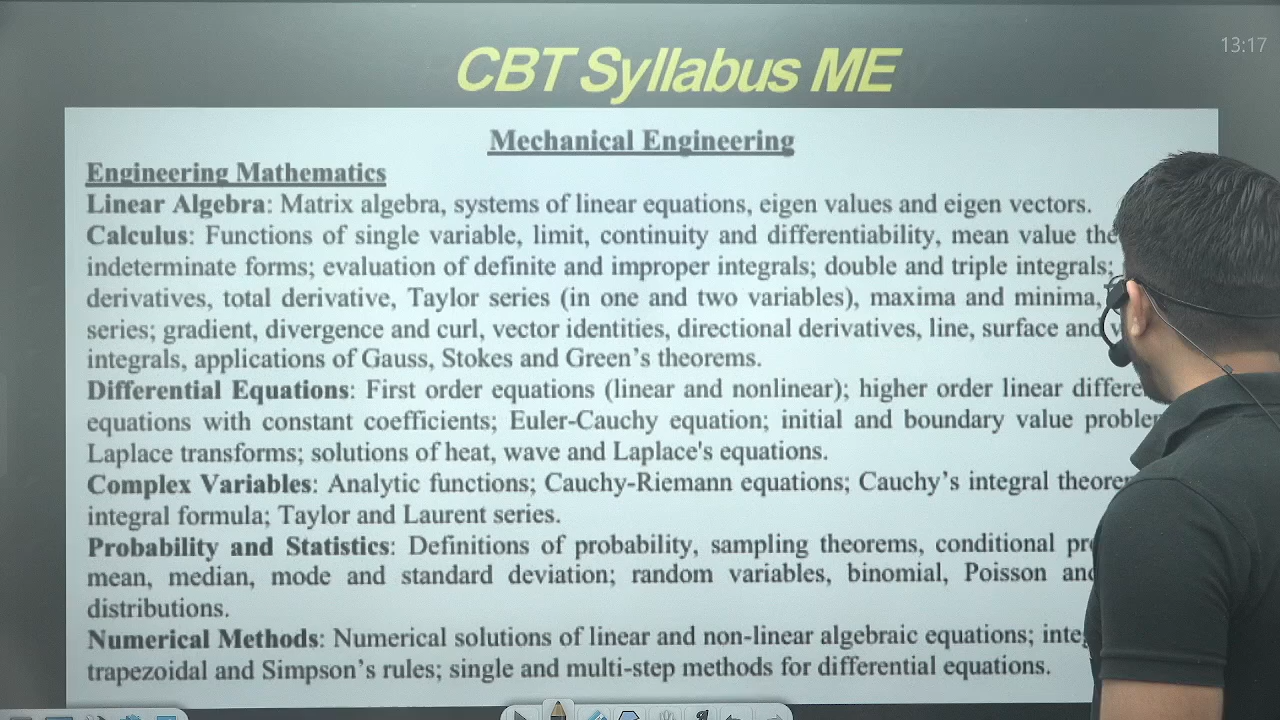 CBT Syllabus ME
13:17
Mechanical Engineering
Engineering Mathematics
Linear Algebra: Matrix algebra, systems of linear equations, eigen values and eigen vectors.
Calculus: Functions of single variable, limit, continuity and differentiability, mean value the
indeterminate forms; evaluation of definite and improper integrals; double and triple integrals;
derivatives, total derivative, Taylor series (in one and two variables), maxima and minima,
series; gradient, divergence and curl, vector identities, directional derivatives, line, surface and v
integrals, applications of Gauss, Stokes and Green's theorems.
Differential Equations: First order equations (linear and nonlinear); higher order linear differe
equations with constant coefficients; Euler-Cauchy equation; initial and boundary value problem
Laplace transforms; solutions of heat, wave and Laplace's equations.
Complex Variables: Analytic functions; Cauchy-Riemann equations; Cauchy's integral theorem
integral formula; Taylor and Laurent series.
Probability and Statistics: Definitions of probability, sampling theorems, conditional pro
mean, median, mode and standard deviation; random variables, binomial, Poisson and
distributions.
Numerical Methods: Numerical solutions of linear and non-linear algebraic equations; integ
trapezoidal and Simpson's rules; single and multi-step methods for differential equations.